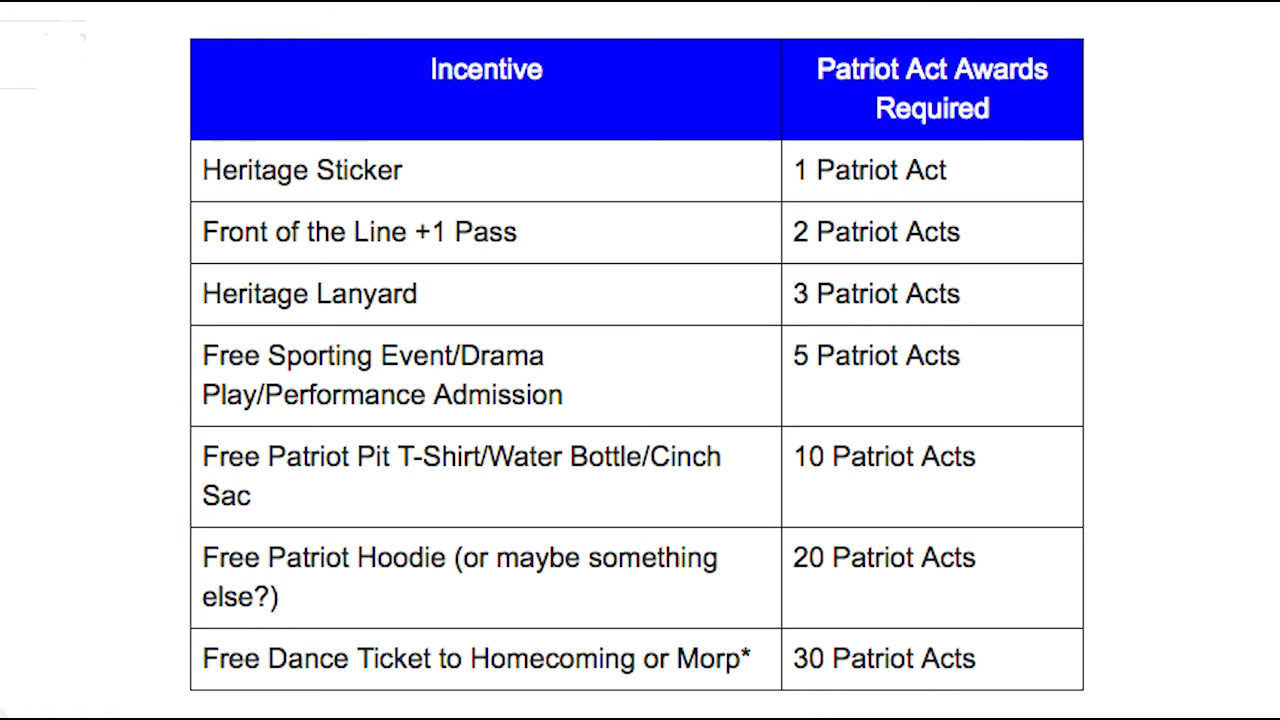 Incentive
Patriot Act Awards
Required
Heritage Sticker
1 Patriot Act
Front of the Line +1 Pass
2 Patriot Acts
Heritage Lanyard
3 Patriot Acts
Free Sporting Event/Drama
Play/Performance Admission
5 Patriot Acts
Free Patriot Pit T-Shirt/Water Bottle/Cinch
Sac
10 Patriot Acts
Free Patriot Hoodie (or maybe something
else?)
20 Patriot Acts
Free Dance Ticket to Homecoming or Morp*
30 Patriot Acts